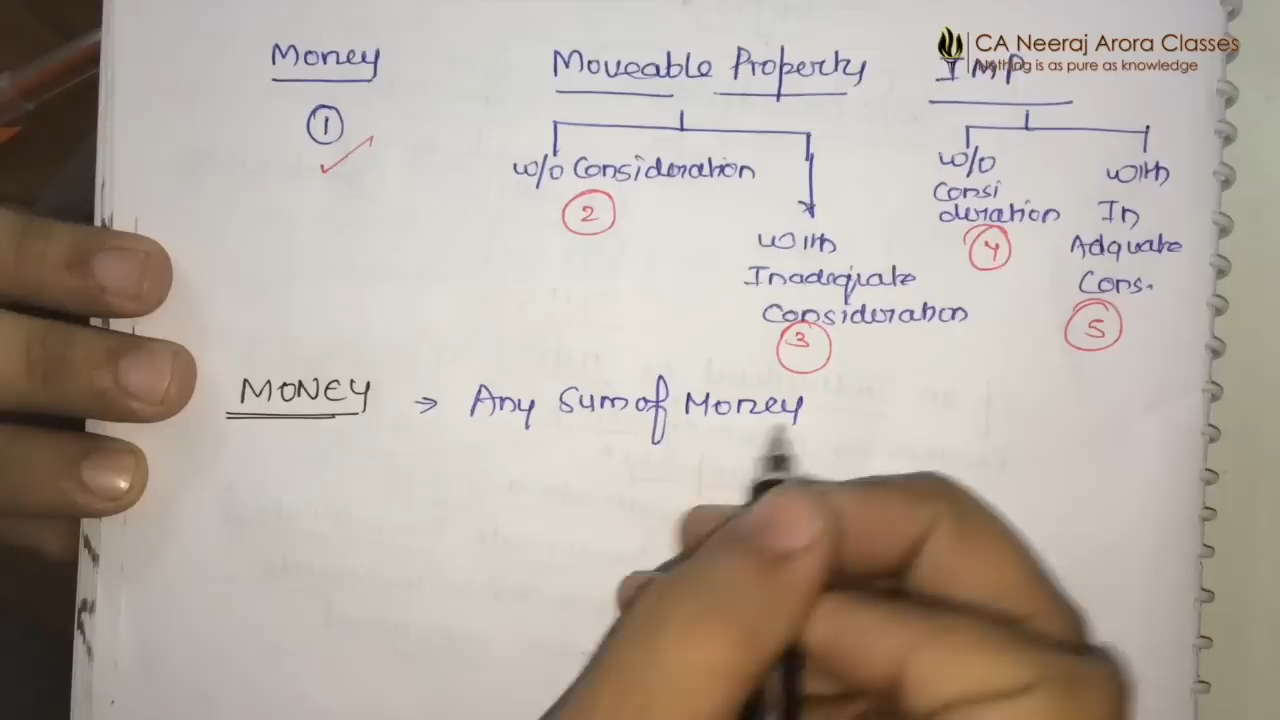 CA Neeraj Arora Classes
Nothing is as pure as knowledge
Money
1
Moveable Property
w/o Consideration
2
With
Inadequate
Consideration
3
IMP
w/o
Consi
deration
4
With
In
Adquate
Cons.
5
MONEY → Any Sum of Money